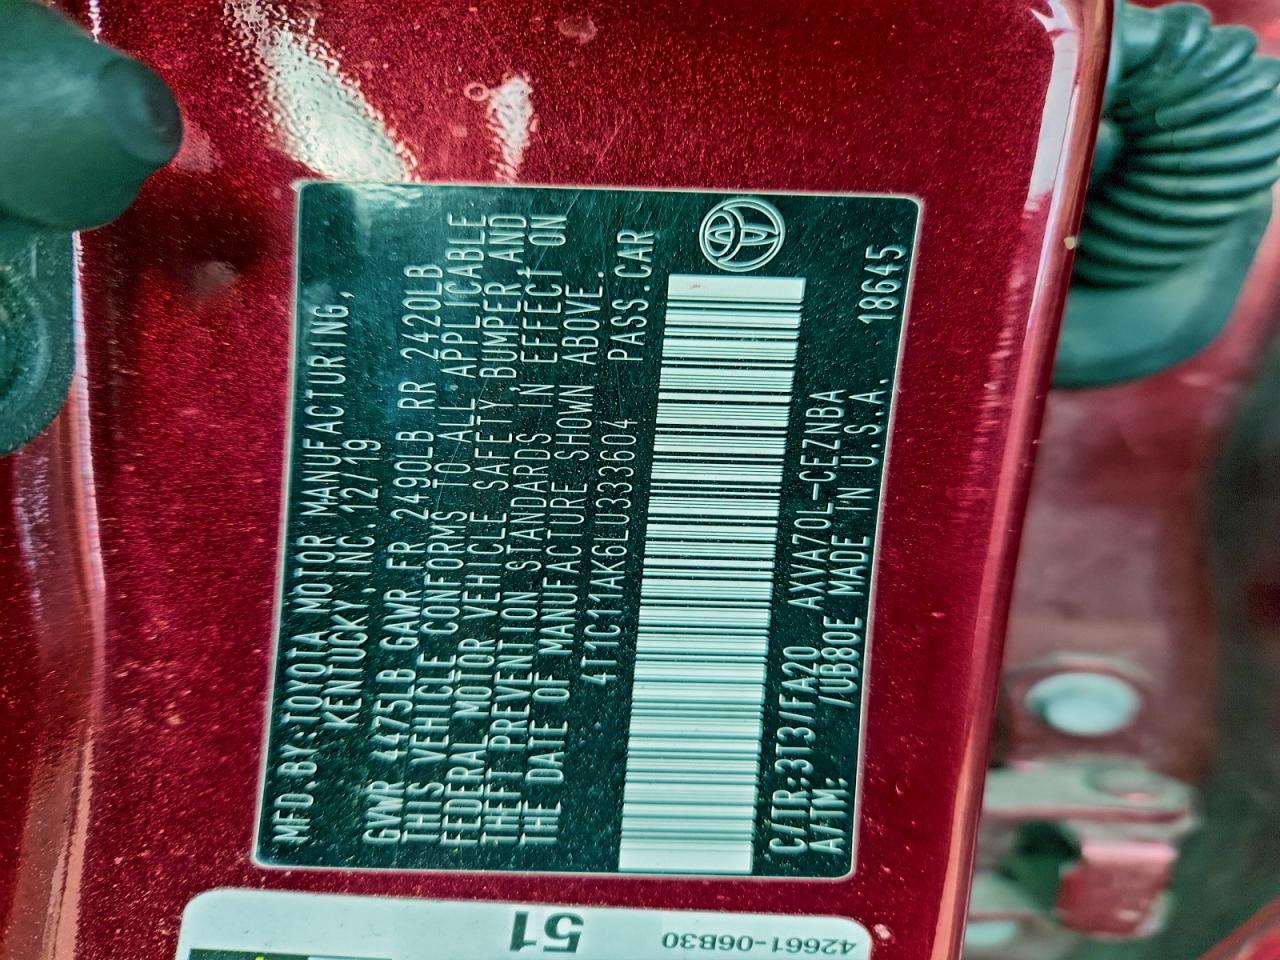 MFD.BY:TOYOTA MOTOR MANUFACTURING,
KENTUCKY,INC.12/19
GVWR 4475LB GAWR FR 2490LB RR 2420LB
THIS VEHICLE CONFORMS TO ALL APPLICABLE
FEDERAL MOTOR VEHICLE SAFETY,BUMPER,AND
THEFT PREVENTION STANDARDS IN EFFECT ON
THE DATE OF MANUFACTURE SHOWN ABOVE.
4T1C11AK6LU333604 PASS.CAR
C/TR:3T3/FA20 AXVA70L-CEZNBA
A/TM: /UB80E MADE IN U.S.A. 18645
51
42661-06B30